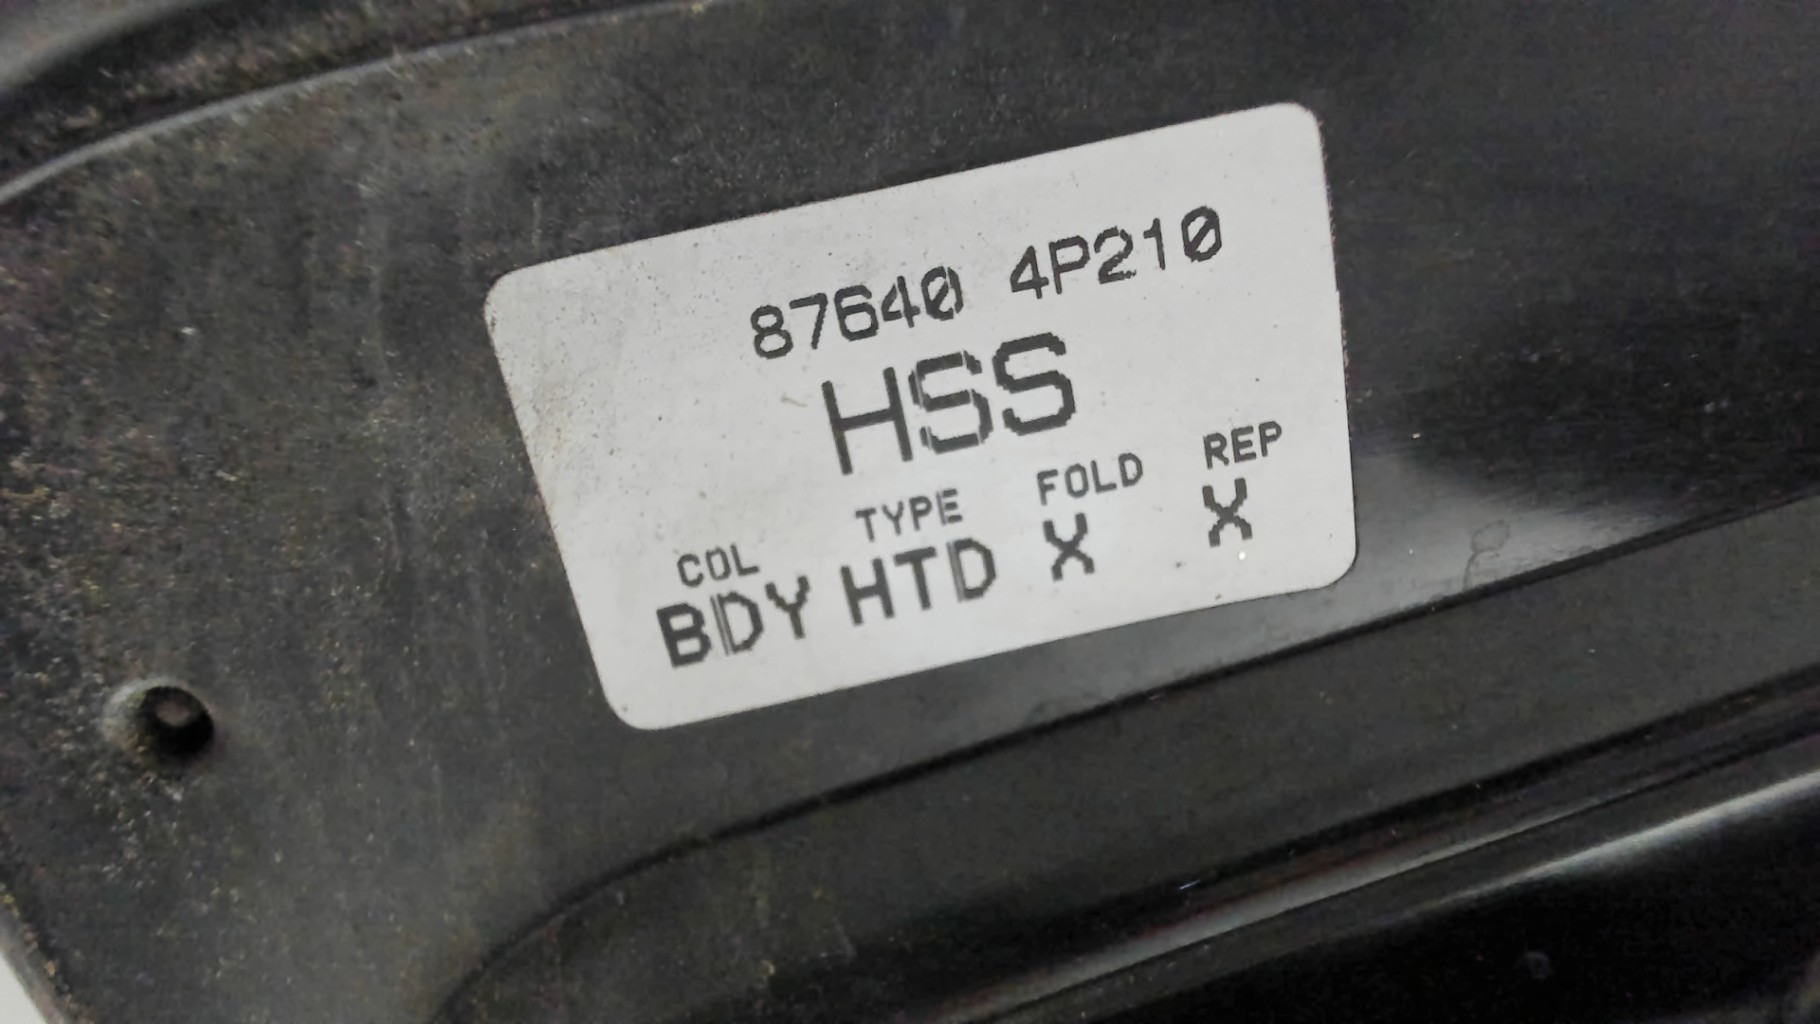 87640 4P210
HSS
COL TYPE FOLD REP
BDY HTD X X